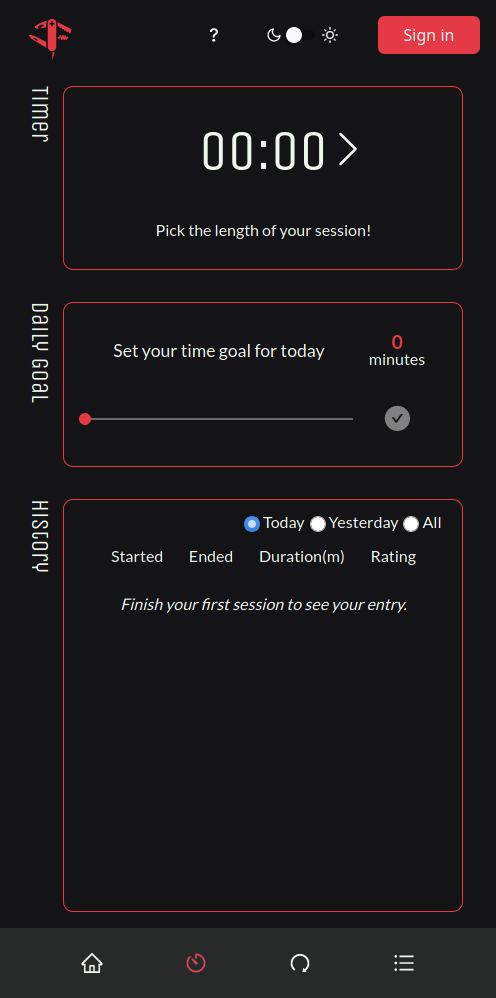 ?
Sign in
Timer
00:00
Pick the length of your session!
Daily Goal
Set your time goal for today
0
minutes
History
Today Yesterday All
Started Ended Duration(m) Rating
Finish your first session to see your entry.